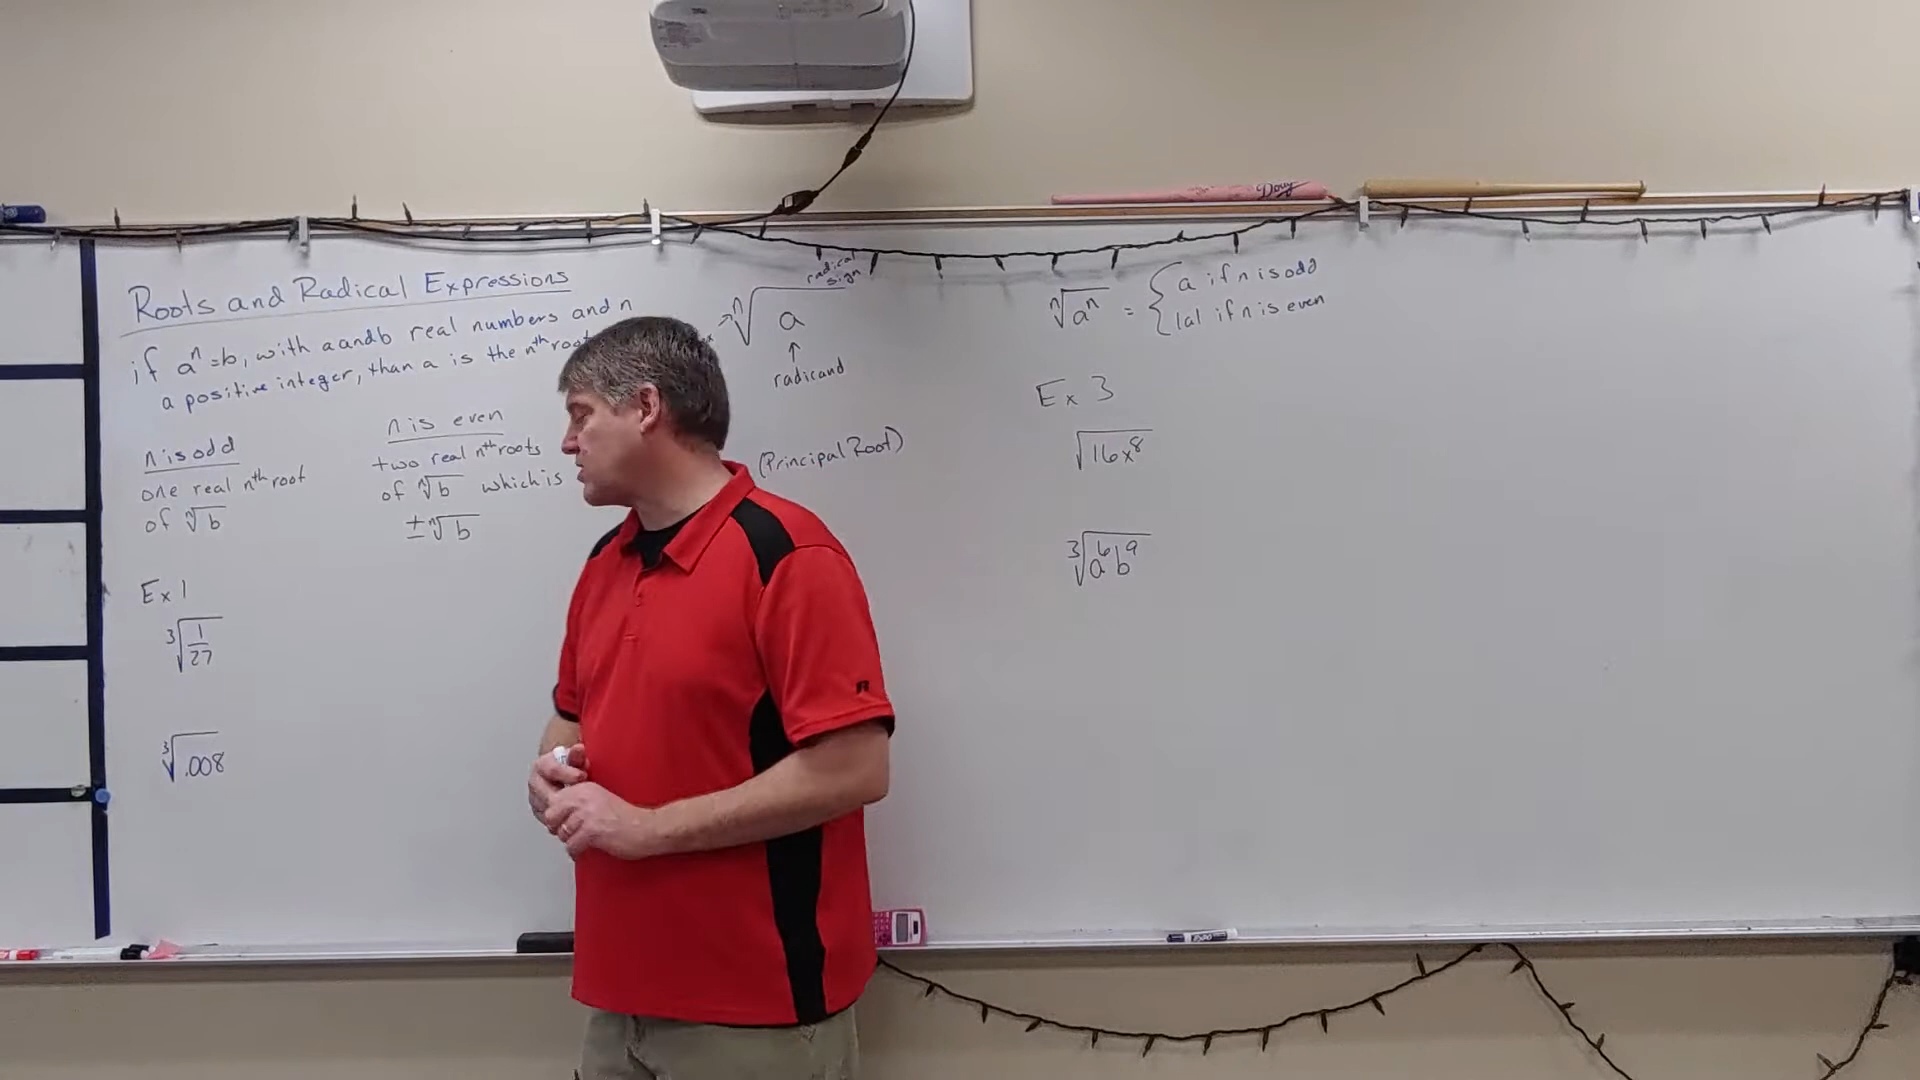 Roots and Radical Expressions
if aⁿ=b, with a and b real numbers and n
a positive integer, than a is the nᵗʰ root
n is odd
one real nᵗʰ root
of ⁿ√b
n is even
two real nᵗʰ roots
of ⁿ√b which is
±ⁿ√b
(Principal Root)
Ex 1
³√(1/27)
³√.008
radical
sign
ⁿ√a
radicand
ⁿ√aⁿ = { a if n is odd
|a| if n is even
Ex 3
√16x⁸
³√a⁶b⁹
Doug
EXPO